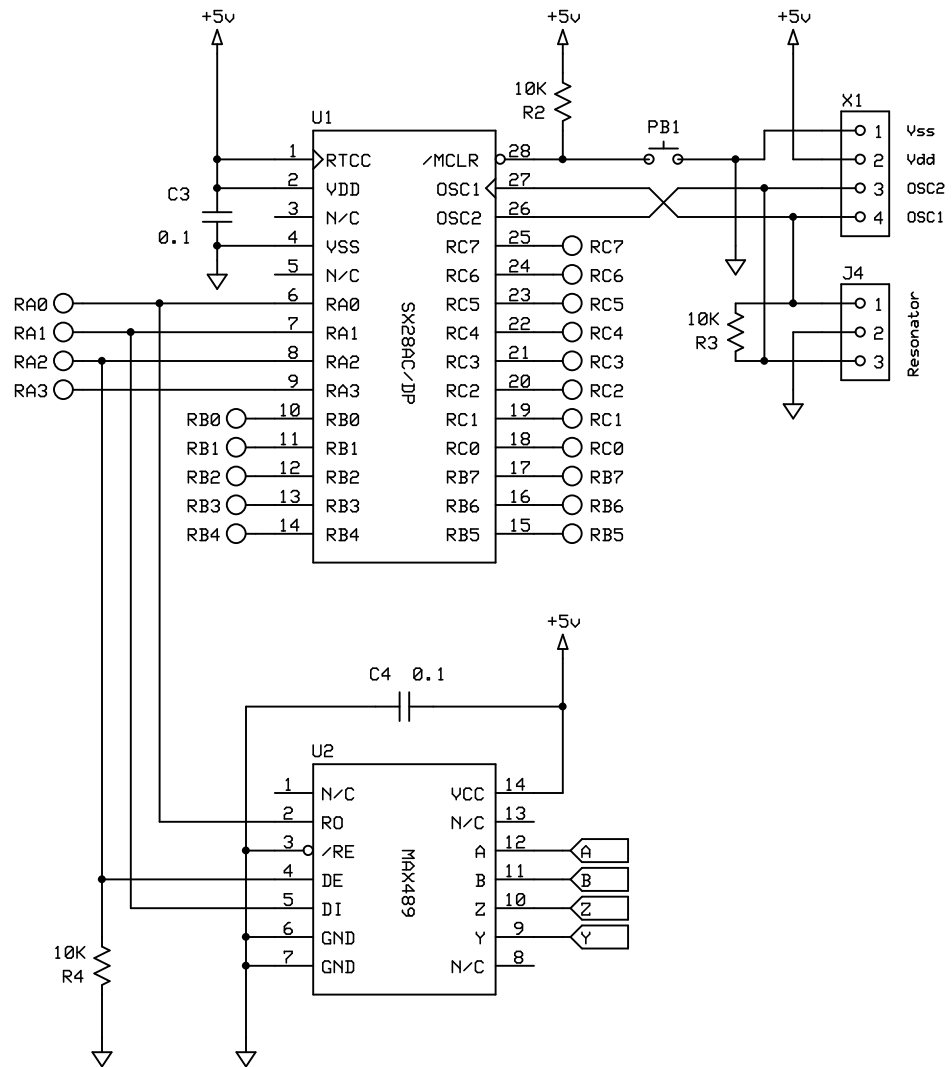 +5v +5v +5v
10K
R2
X1
U1
PB1
1 Vss
2 Vdd
3 OSC2
4 OSC1
C3
0.1
1 RTCC /MCLR 28
2 VDD OSC1 27
3 N/C OSC2 26
4 VSS RC7 25 RC7
5 N/C RC6 24 RC6
RA0 6 RA0 RC5 23 RC5
RA1 7 RA1 RC4 22 RC4
RA2 8 RA2 RC3 21 RC3
RA3 9 RA3 RC2 20 RC2
RB0 10 RB0 RC1 19 RC1
RB1 11 RB1 RC0 18 RC0
RB2 12 RB2 RB7 17 RB7
RB3 13 RB3 RB6 16 RB6
RB4 14 RB4 RB5 15 RB5
SX28AC/DP
J4
1
2
3
Resonator
10K
R3
+5v
C4 0.1
U2
1 N/C VCC 14
2 RO N/C 13
3 /RE A 12 A
4 DE B 11 B
5 DI Z 10 Z
6 GND Y 9 Y
7 GND N/C 8
MAX489
10K
R4